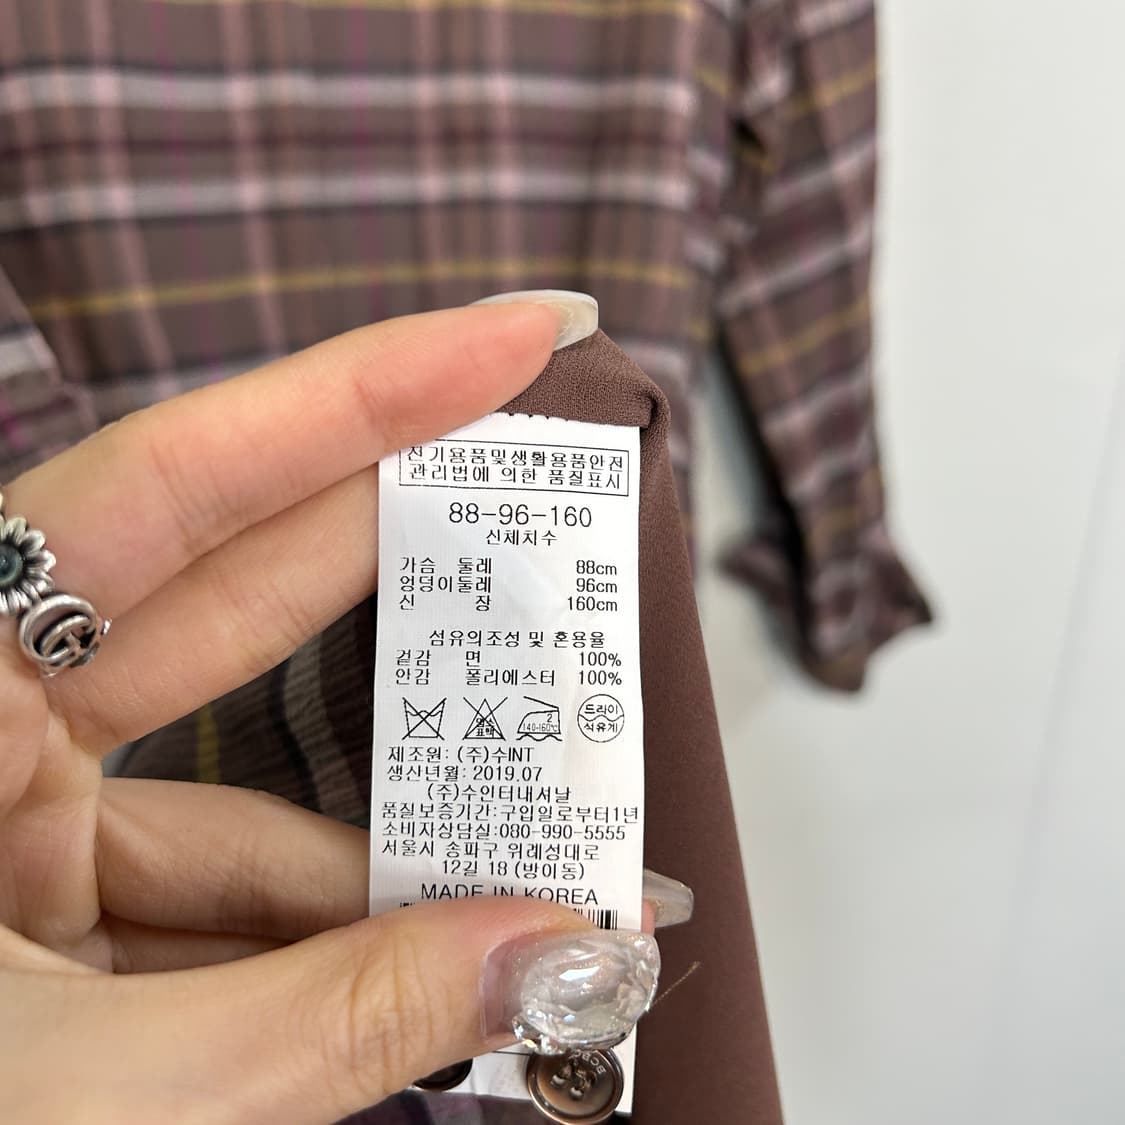 전기용품및생활용품안전
관리법에 의한 품질표시
88-96-160
신체치수
가슴 둘레 88cm
엉덩이둘레 96cm
신 장 160cm
섬유의조성 및 혼용율
겉감 면 100%
안감 폴리에스터 100%
염소
표백
2
140-160℃
드라이
석유계
제조원: (주)수INT
생산년월: 2019.07
(주)수인터내셔날
품질보증기간:구입일로부터1년
소비자상담실:080-990-5555
서울시 송파구 위례성대로
12길 18 (방이동)
MADE IN KOREA